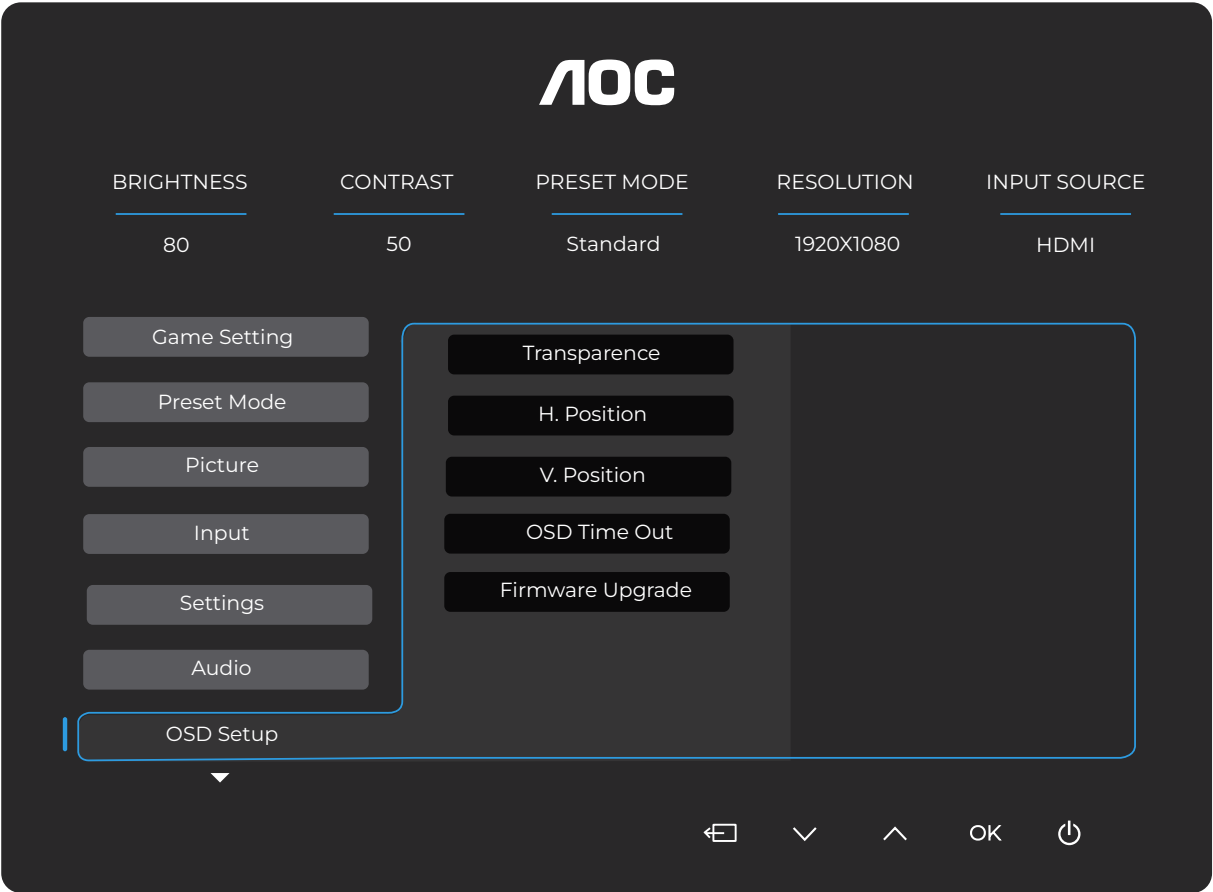 AOC
BRIGHTNESS CONTRAST PRESET MODE RESOLUTION INPUT SOURCE
80 50 Standard 1920X1080 HDMI
Game Setting
Preset Mode
Picture
Input
Settings
Audio
OSD Setup
Transparence
H. Position
V. Position
OSD Time Out
Firmware Upgrade
OK